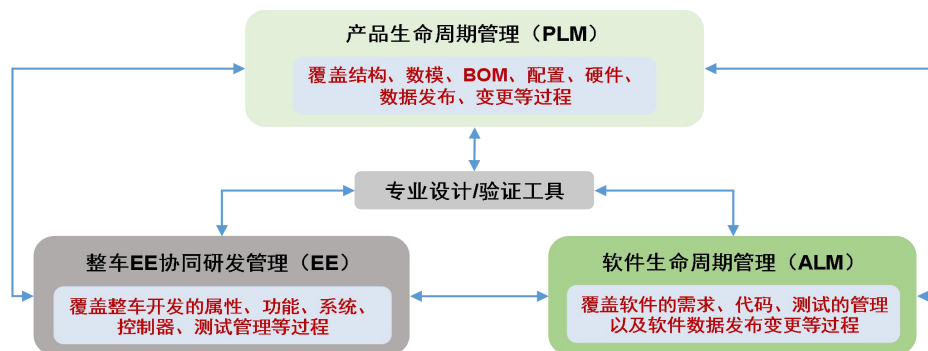 产品生命周期管理（PLM）
覆盖结构、数模、BOM、配置、硬件、
数据发布、变更等过程
专业设计/验证工具
整车EE协同研发管理（EE）
覆盖整车开发的属性、功能、系统、
控制器、测试管理等过程
软件生命周期管理（ALM）
覆盖软件的需求、代码、测试的管理
以及软件数据发布变更等过程